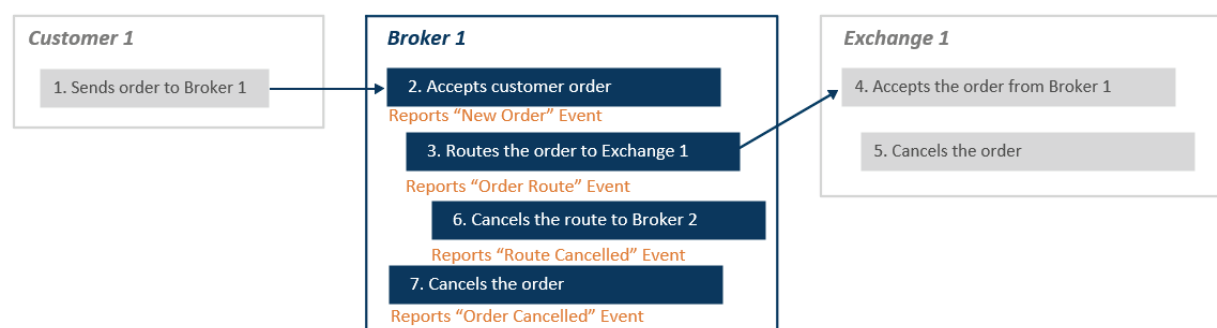 Customer 1
1. Sends order to Broker 1
Broker 1
2. Accepts customer order
Reports “New Order” Event
3. Routes the order to Exchange 1
Reports “Order Route” Event
6. Cancels the route to Broker 2
Reports “Route Cancelled” Event
7. Cancels the order
Reports “Order Cancelled” Event
Exchange 1
4. Accepts the order from Broker 1
5. Cancels the order